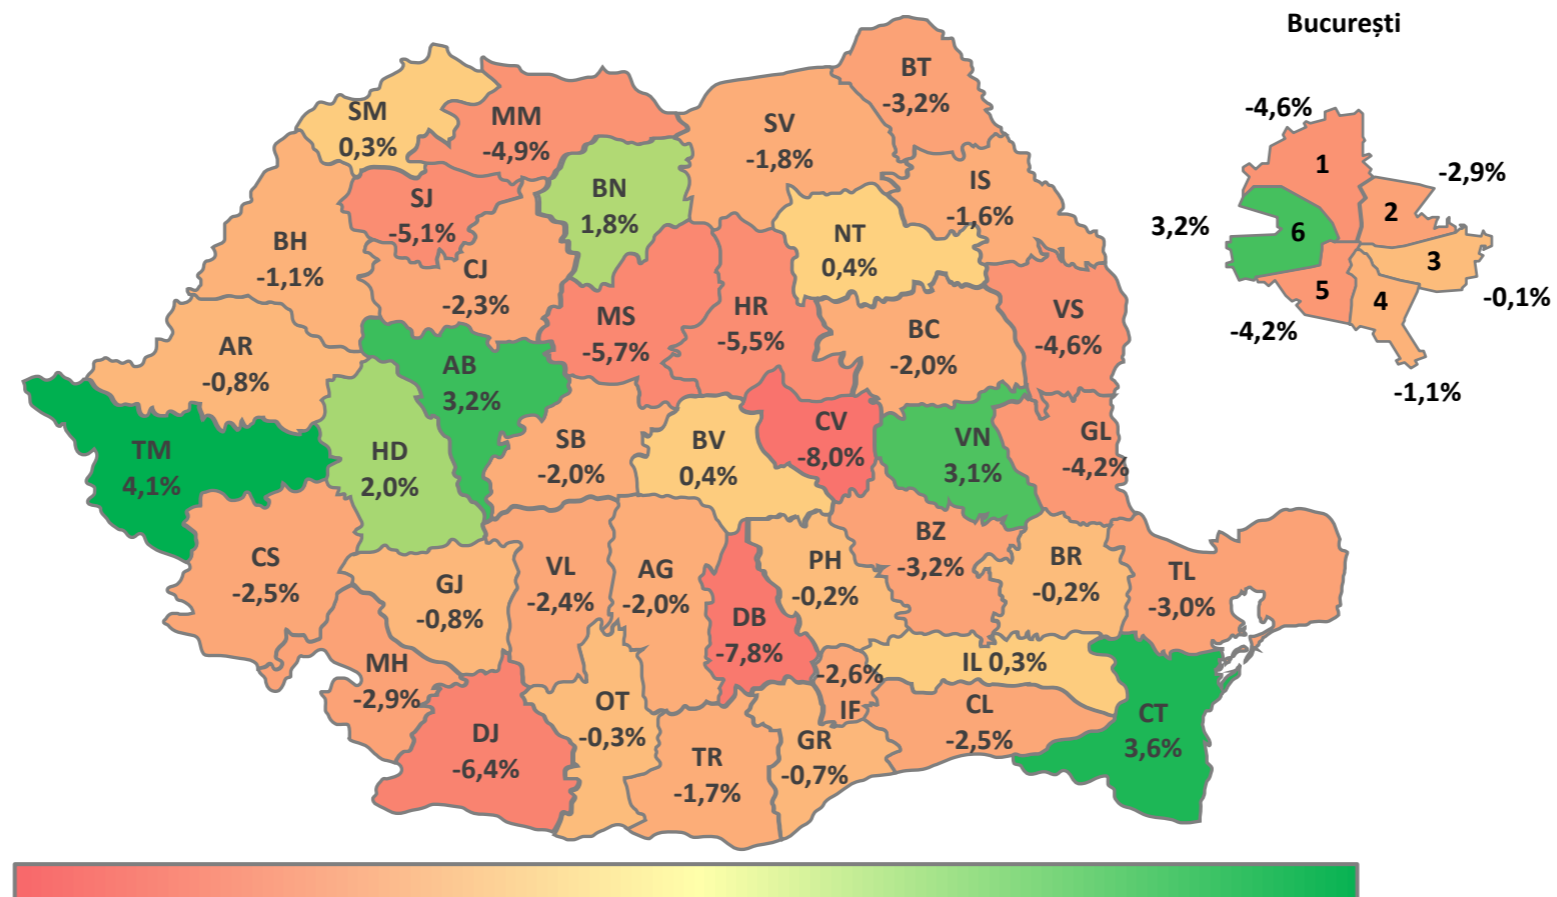 București
BT
-3,2%
SM
0,3%
MM
-4,9%
SV
-1,8%
-4,6%
1
-2,9%
2
3,2%
6
3
-0,1%
5
4
-4,2%
-1,1%
BN
1,8%
IS
-1,6%
SJ
-5,1%
BH
-1,1%
NT
0,4%
CJ
-2,3%
MS
-5,7%
HR
-5,5%
BC
-2,0%
VS
-4,6%
AR
-0,8%
AB
3,2%
TM
4,1%
HD
2,0%
SB
-2,0%
BV
0,4%
CV
-8,0%
VN
3,1%
GL
-4,2%
CS
-2,5%
GJ
-0,8%
VL
-2,4%
AG
-2,0%
PH
-0,2%
BZ
-3,2%
BR
-0,2%
TL
-3,0%
DB
-7,8%
MH
-2,9%
-2,6%
IF
IL 0,3%
DJ
-6,4%
OT
-0,3%
TR
-1,7%
GR
-0,7%
CL
-2,5%
CT
3,6%